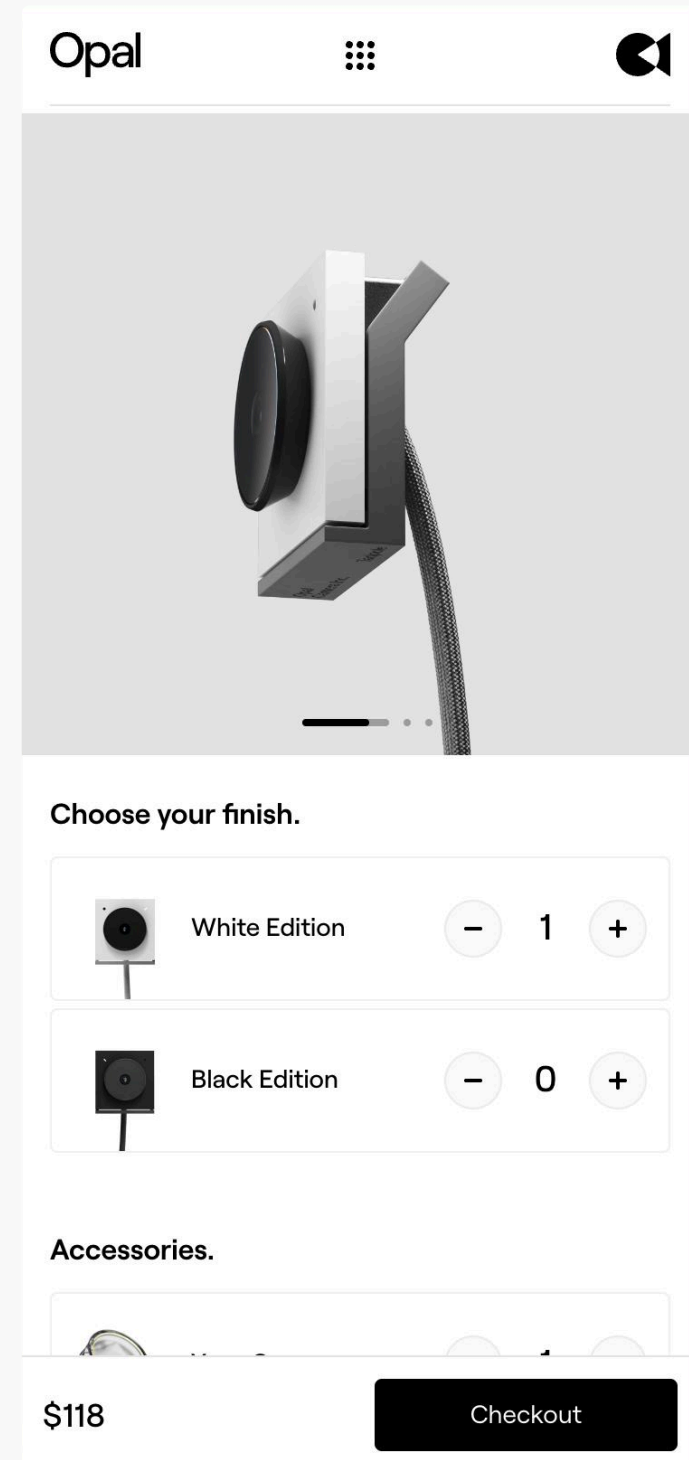 Opal
Choose your finish.
White Edition
− 1 +
Black Edition
− 0 +
Accessories.
$118
Checkout